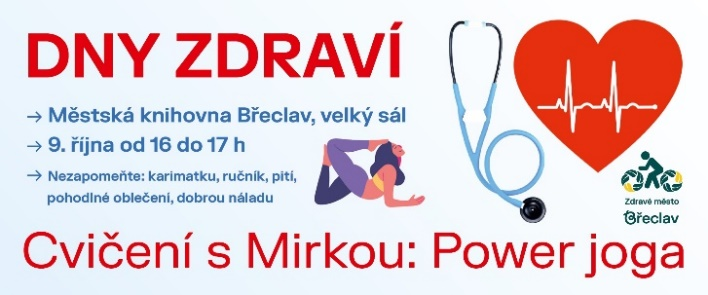 DNY ZDRAVÍ
→ Městská knihovna Břeclav, velký sál
→ 9. října od 16 do 17 h
→ Nezapomeňte: karimatku, ručník, pití,
pohodlné oblečení, dobrou náladu
Zdravé město
Břeclav
Cvičení s Mirkou: Power joga